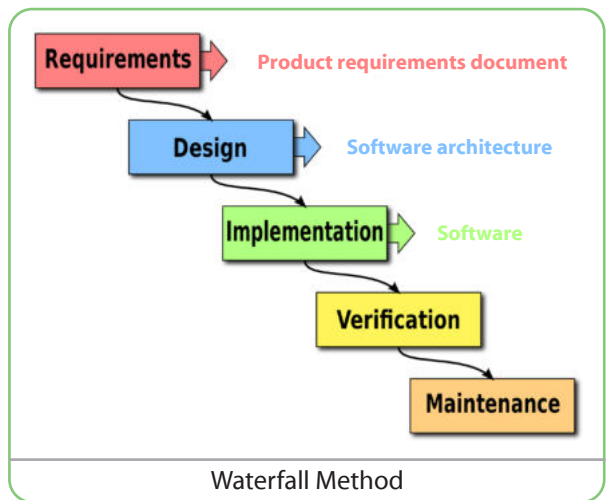 Requirements
Product requirements document
Design
Software architecture
Implementation
Software
Verification
Maintenance
Waterfall Method